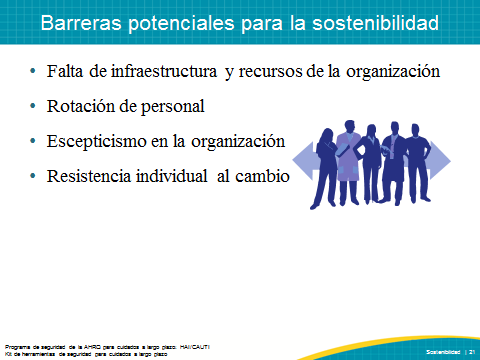 Barreras potenciales para la sostenibilidad
• Falta de infraestructura y recursos de la organización
• Rotación de personal
• Escepticismo en la organización
• Resistencia individual al cambio
Programa de seguridad de la AHRQ para cuidados a largo plazo: HAI/CAUTI
Kit de herramientas de seguridad para cuidados a largo plazo
Sostenibilidad | 21